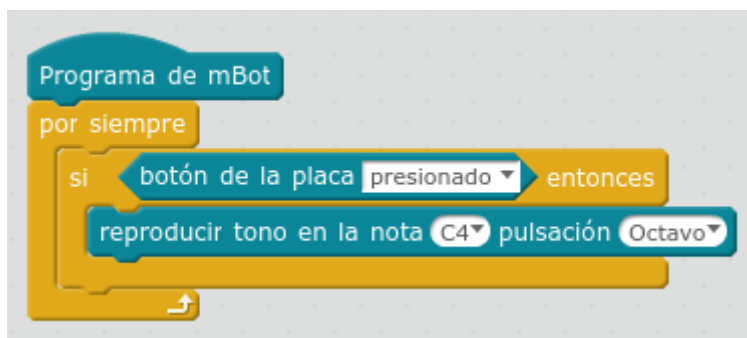 Programa de mBot
por siempre
si botón de la placa presionado entonces
reproducir tono en la nota C4 pulsación Octavo